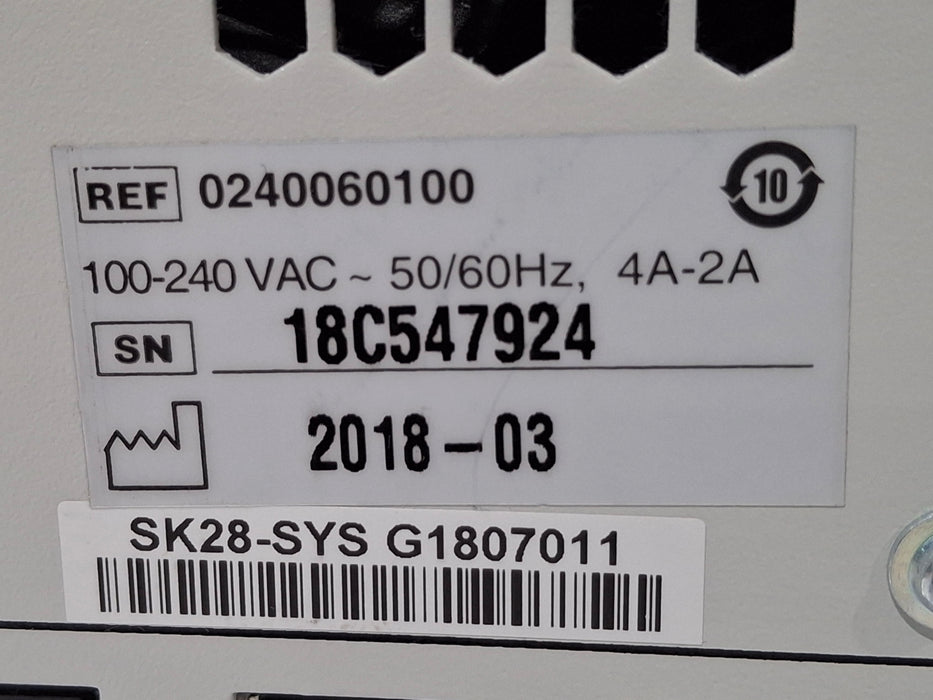 REF 0240060100
10
100-240 VAC ~ 50/60Hz, 4A-2A
SN 18C547924
2018-03
SK28-SYS G1807011